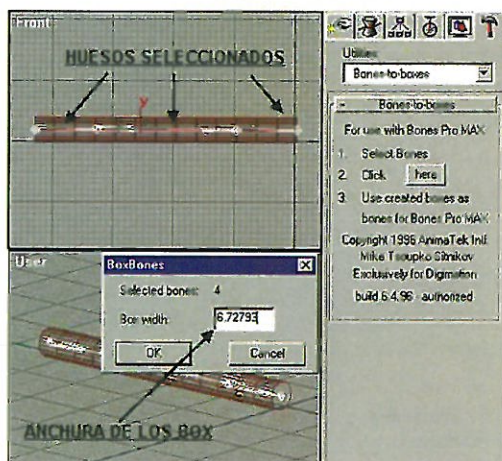 Front
HUESOS SELECCIONADOS
y
User
BoxBones
Selected bones: 4
Box width: 6.72793
OK Cancel
ANCHURA DE LOS BOX
Utilities
Bones-to-boxes
- Bones-to-boxes
For use with Bones Pro MAX
1. Select Bones
2. Click here
3. Use created boxes as
bones for Bones Pro MAX
Copyright 1996 AnimaTek Intl.
Mike Tsoupko Sitnikov
Exclusively for Digimation
build 6.4.96 - authorized